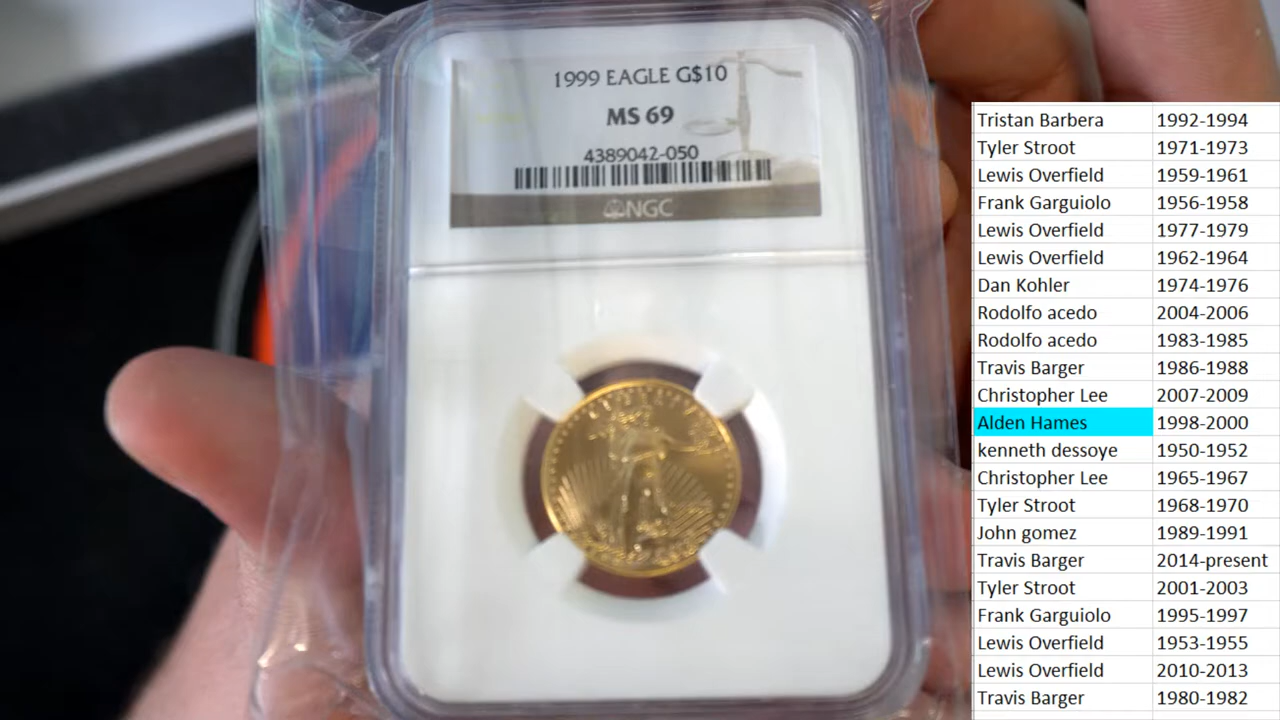 1999 EAGLE G$10
MS 69
4389042-050
NGC
Tristan Barbera 1992-1994
Tyler Stroot 1971-1973
Lewis Overfield 1959-1961
Frank Garguiolo 1956-1958
Lewis Overfield 1977-1979
Lewis Overfield 1962-1964
Dan Kohler 1974-1976
Rodolfo acedo 2004-2006
Rodolfo acedo 1983-1985
Travis Barger 1986-1988
Christopher Lee 2007-2009
Alden Hames 1998-2000
kenneth dessoye 1950-1952
Christopher Lee 1965-1967
Tyler Stroot 1968-1970
John gomez 1989-1991
Travis Barger 2014-present
Tyler Stroot 2001-2003
Frank Garguiolo 1995-1997
Lewis Overfield 1953-1955
Lewis Overfield 2010-2013
Travis Barger 1980-1982